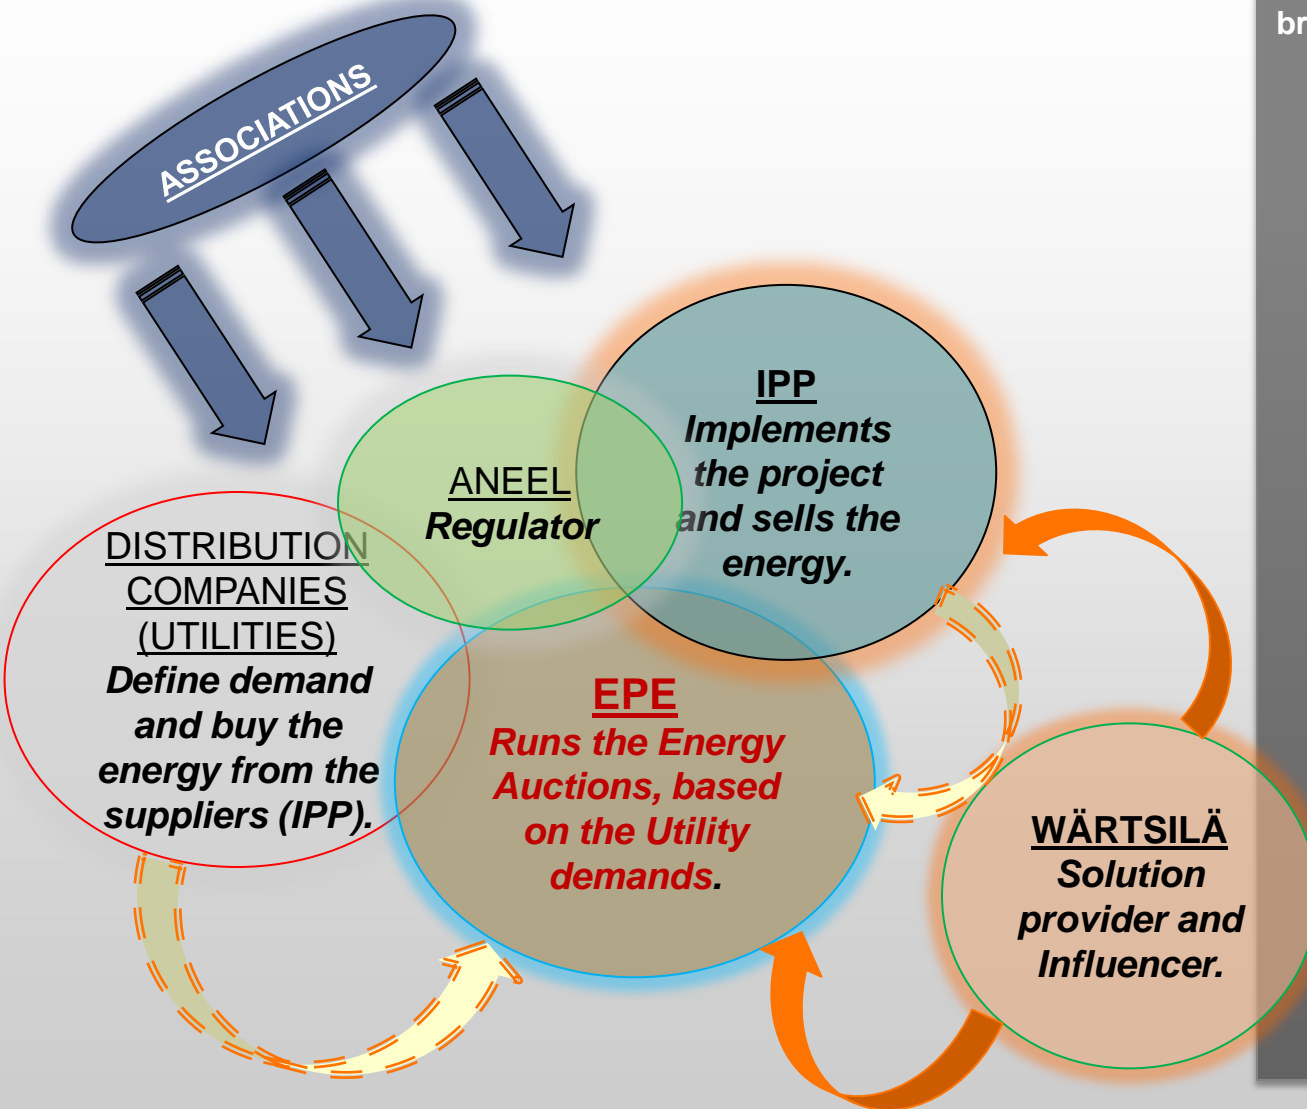 br
ASSOCIATIONS
IPP
Implements
the project
and sells the
energy.
ANEEL
Regulator
DISTRIBUTION
COMPANIES
(UTILITIES)
Define demand
and buy the
energy from the
suppliers (IPP).
EPE
Runs the Energy
Auctions, based
on the Utility
demands.
WÄRTSILÄ
Solution
provider and
Influencer.